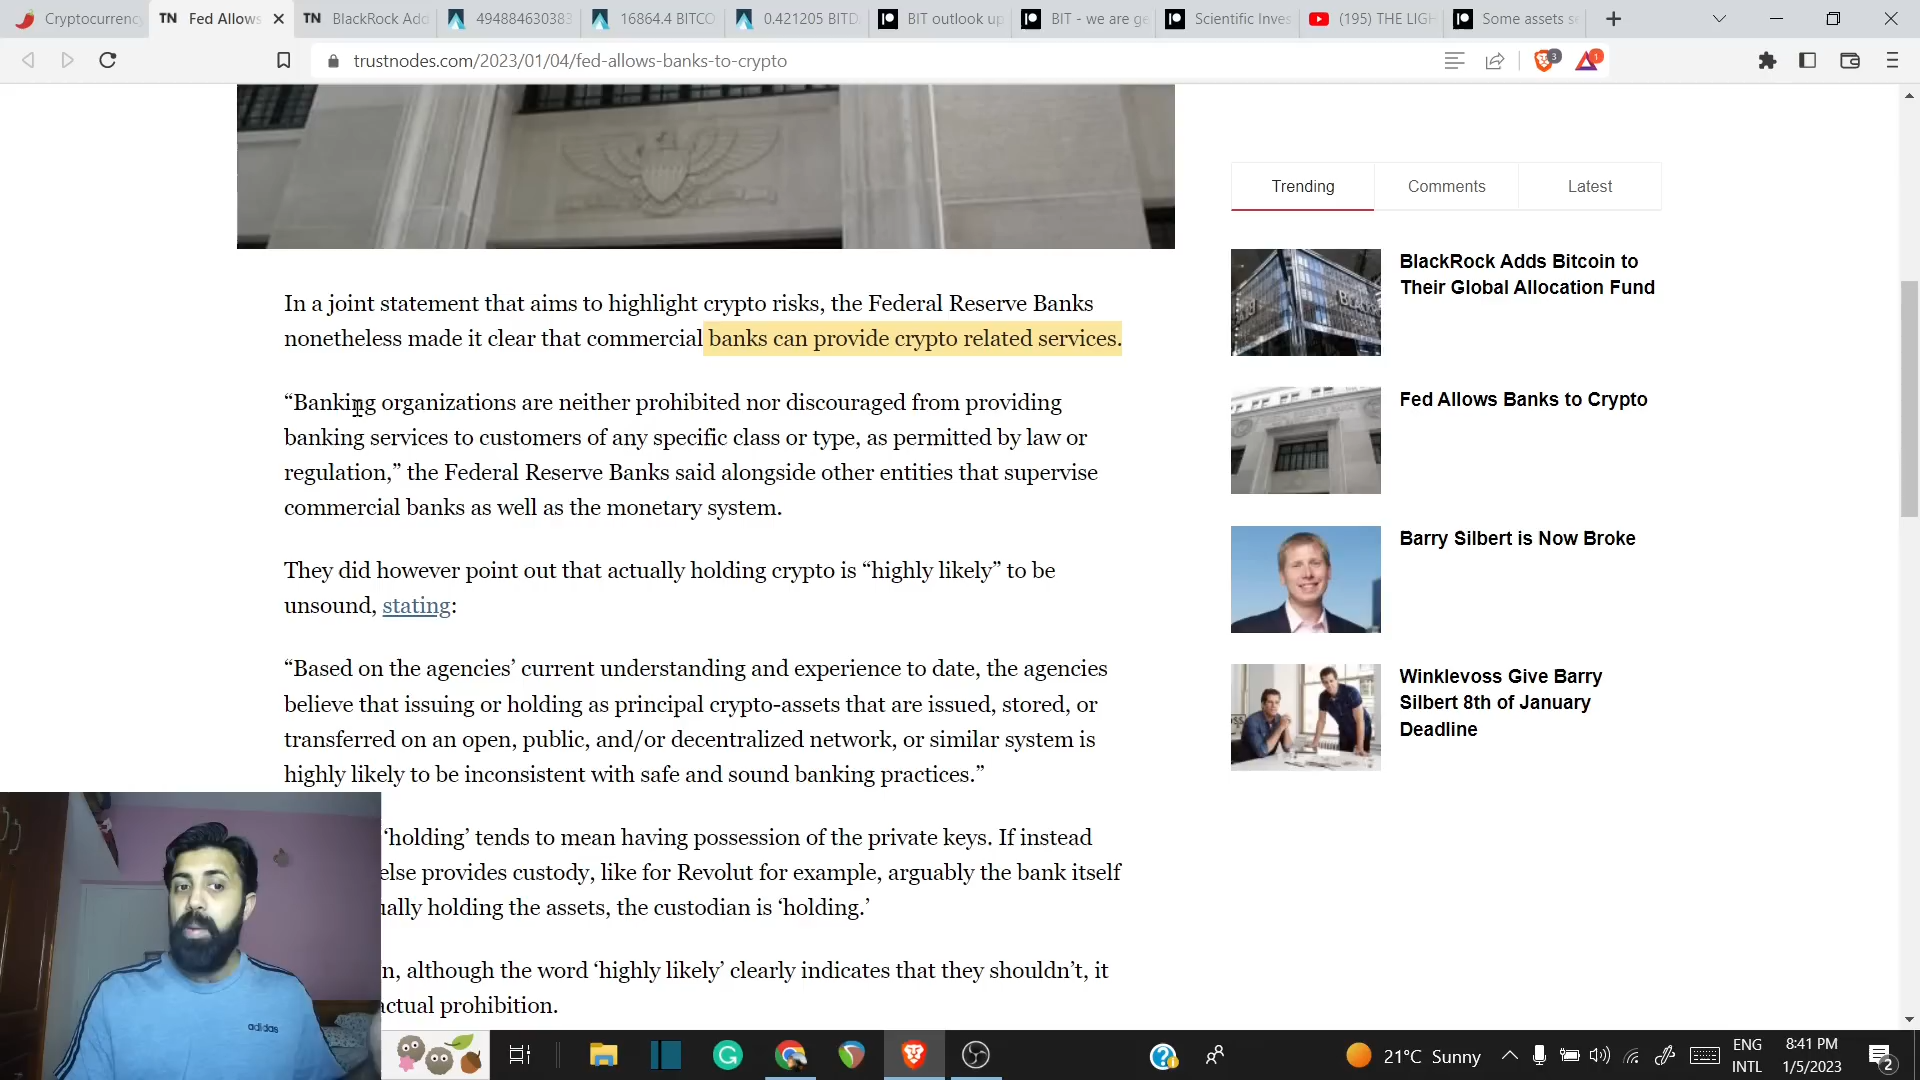 Cryptocurrency
TN Fed Allows
TN BlackRock Add
494884630383
16864.4 BITCO
0.421205 BITDA
BIT outlook up
BIT - we are ge
Scientific Inves
(195) THE LIGH
Some assets se
trustnodes.com/2023/01/04/fed-allows-banks-to-crypto
3
1
In a joint statement that aims to highlight crypto risks, the Federal Reserve Banks
nonetheless made it clear that commercial banks can provide crypto related services.
“Banking organizations are neither prohibited nor discouraged from providing
banking services to customers of any specific class or type, as permitted by law or
regulation,” the Federal Reserve Banks said alongside other entities that supervise
commercial banks as well as the monetary system.
They did however point out that actually holding crypto is “highly likely” to be
unsound, stating:
“Based on the agencies’ current understanding and experience to date, the agencies
believe that issuing or holding as principal crypto-assets that are issued, stored, or
transferred on an open, public, and/or decentralized network, or similar system is
highly likely to be inconsistent with safe and sound banking practices.”
‘holding’ tends to mean having possession of the private keys. If instead
else provides custody, like for Revolut for example, arguably the bank itself
ually holding the assets, the custodian is ‘holding.’
n, although the word ‘highly likely’ clearly indicates that they shouldn’t, it
actual prohibition.
Trending
Comments
Latest
BlackRock Adds Bitcoin to
Their Global Allocation Fund
Fed Allows Banks to Crypto
Barry Silbert is Now Broke
Winklevoss Give Barry
Silbert 8th of January
Deadline
adidas
21°C Sunny
ENG
INTL
8:41 PM
1/5/2023
2